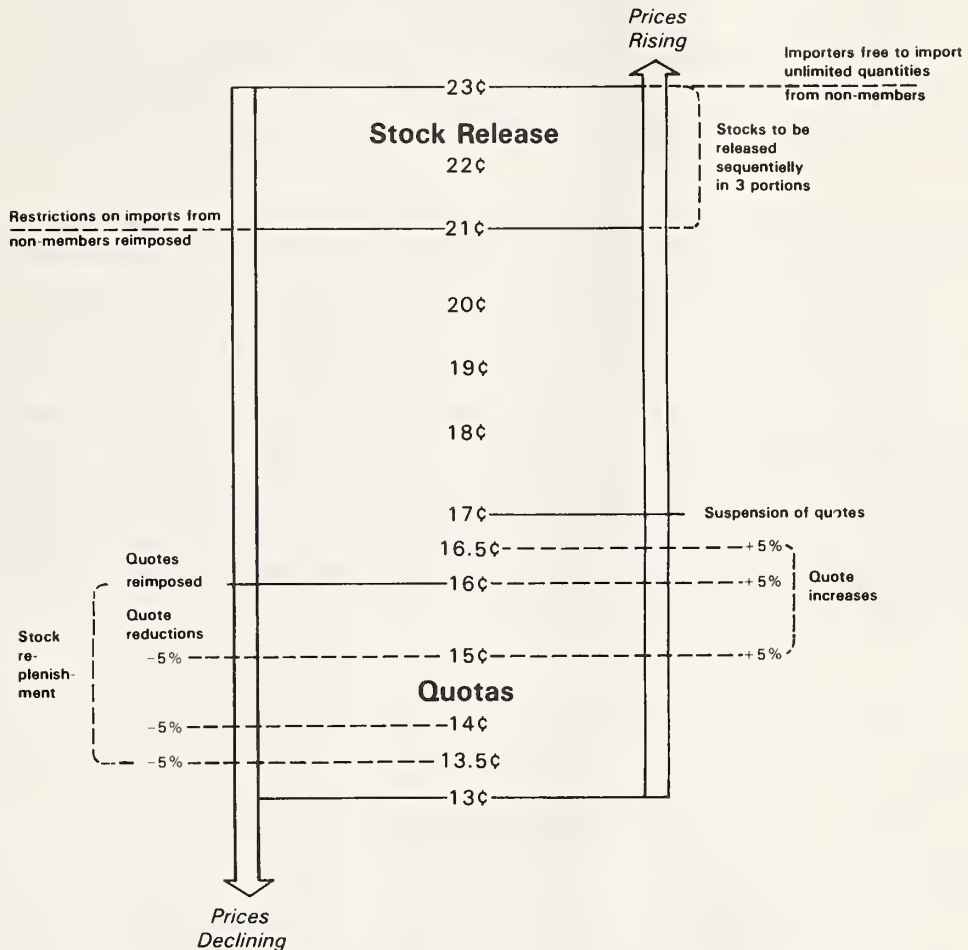 Prices
Rising
Importers free to import
unlimited quantities
from non-members
23¢
Stock Release
Stocks to be
released
sequentielly
in 3 portions
22¢
Restrictions on imports from
non-members reimposed
21¢
20¢
19¢
18¢
17¢
Suspension of quotes
16.5¢
+5%
Quotes
reimposed
16¢
+5%
Quote
increases
Quote
reductions
Stock
re-
plenish-
ment
-5%
15¢
+5%
Quotas
-5%
14¢
-5%
13.5¢
13¢
Prices
Declining